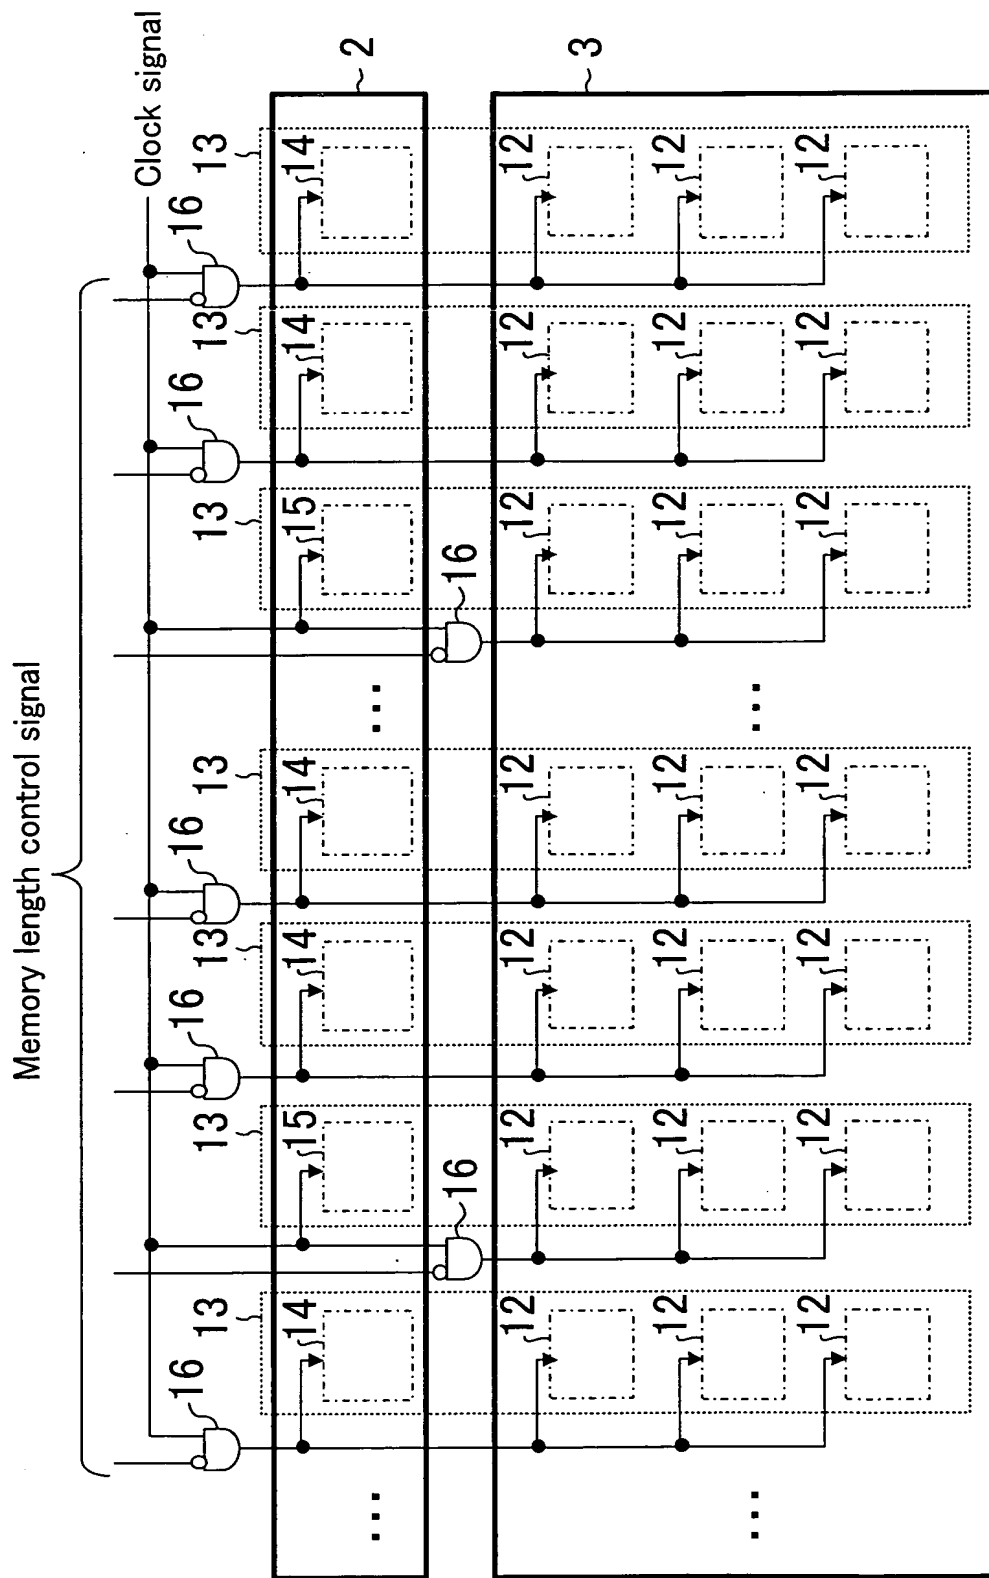 Memory length control signal
Clock signal
16 16 16 16 16
13 13 13 13 13 13 13
14 15 14 14 15 14 14
2
... ...
16 16
12 12 12 12 12 12 12
3
12 12 12 12 12 12 12
... ...
12 12 12 12 12 12 12